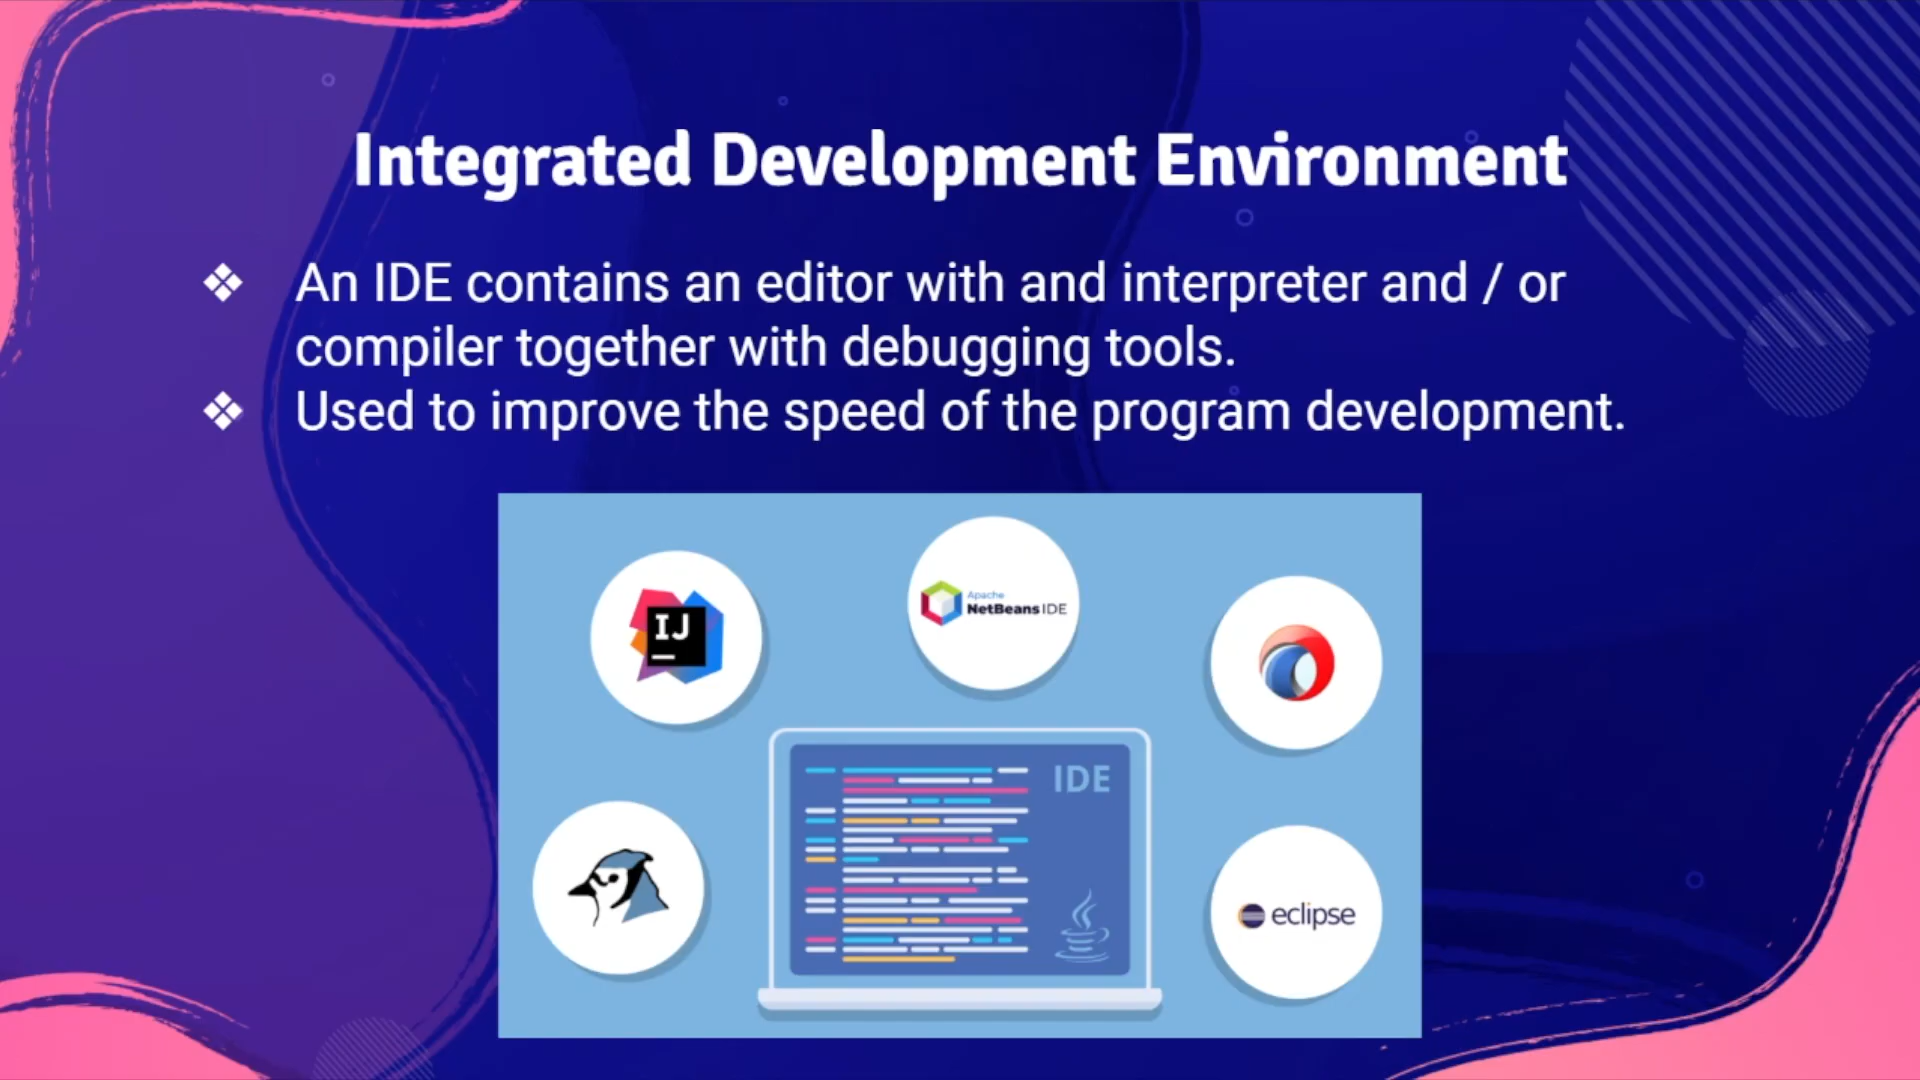 Integrated Development Environment
❖ An IDE contains an editor with and interpreter and / or
compiler together with debugging tools.
❖ Used to improve the speed of the program development.
IJ
Apache
NetBeans IDE
IDE
eclipse